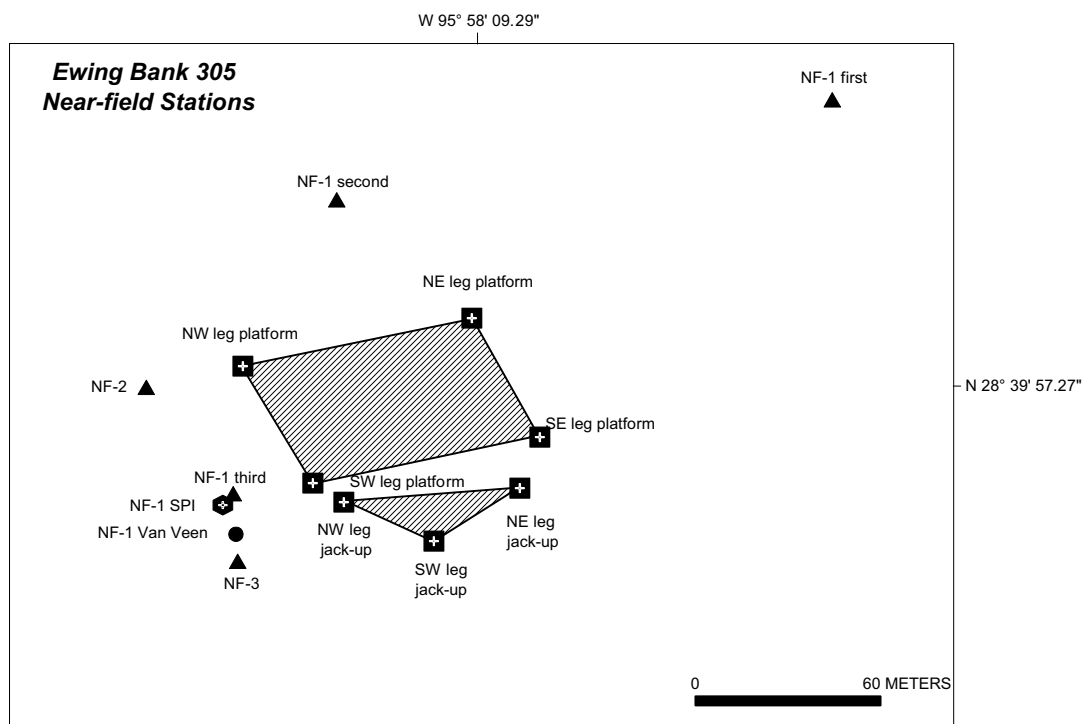 W 95° 58' 09.29"
Ewing Bank 305
Near-field Stations
NF-1 first
NF-1 second
NE leg platform
NW leg platform
NF-2
N 28° 39' 57.27"
SE leg platform
NF-1 third
SW leg platform
NF-1 SPI
NF-1 Van Veen
NW leg
jack-up
NE leg
jack-up
SW leg
jack-up
NF-3
0
60 METERS